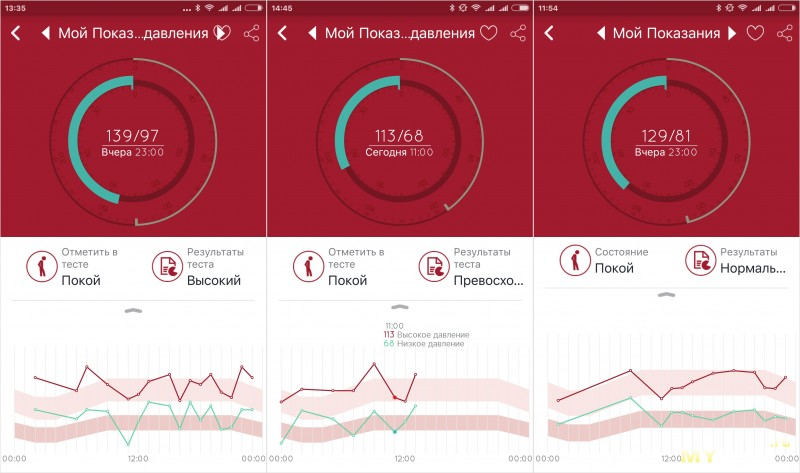 13:35
Мой Показ...давления
139/97
Вчера 23:00
Отметить в
тесте
Покой
Результаты
теста
Высокий
00:00
12:00
00:00
14:45
Мой Показ...давления
113/68
Сегодня 11:00
Отметить в
тесте
Покой
Результаты
теста
Превосхо...
11:00
113 Высокое давление
68 Низкое давление
00:00
12:00
00:00
11:54
Мой Показания
129/81
Вчера 23:00
Состояние
Покой
Результаты
Нормаль...
00:00
12:00
00:00
MY